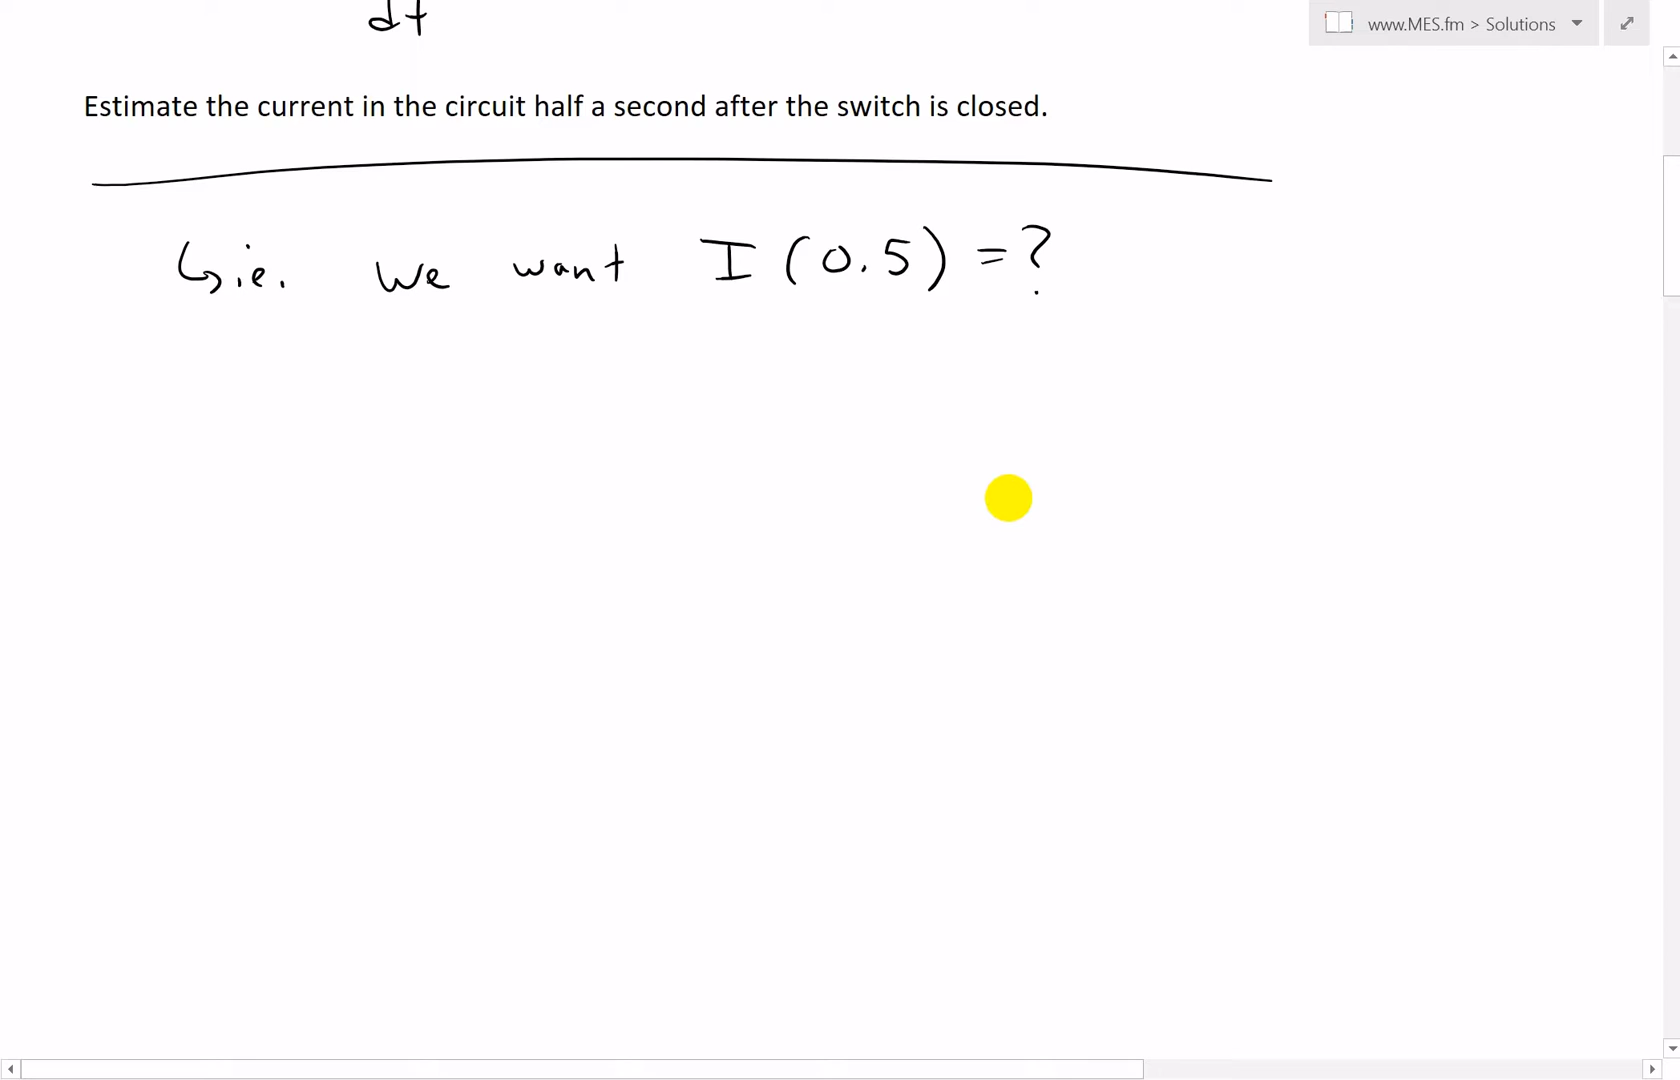 dt
www.MES.fm > Solutions
Estimate the current in the circuit half a second after the switch is closed.
↳ i.e. we want I(0.5) = ?